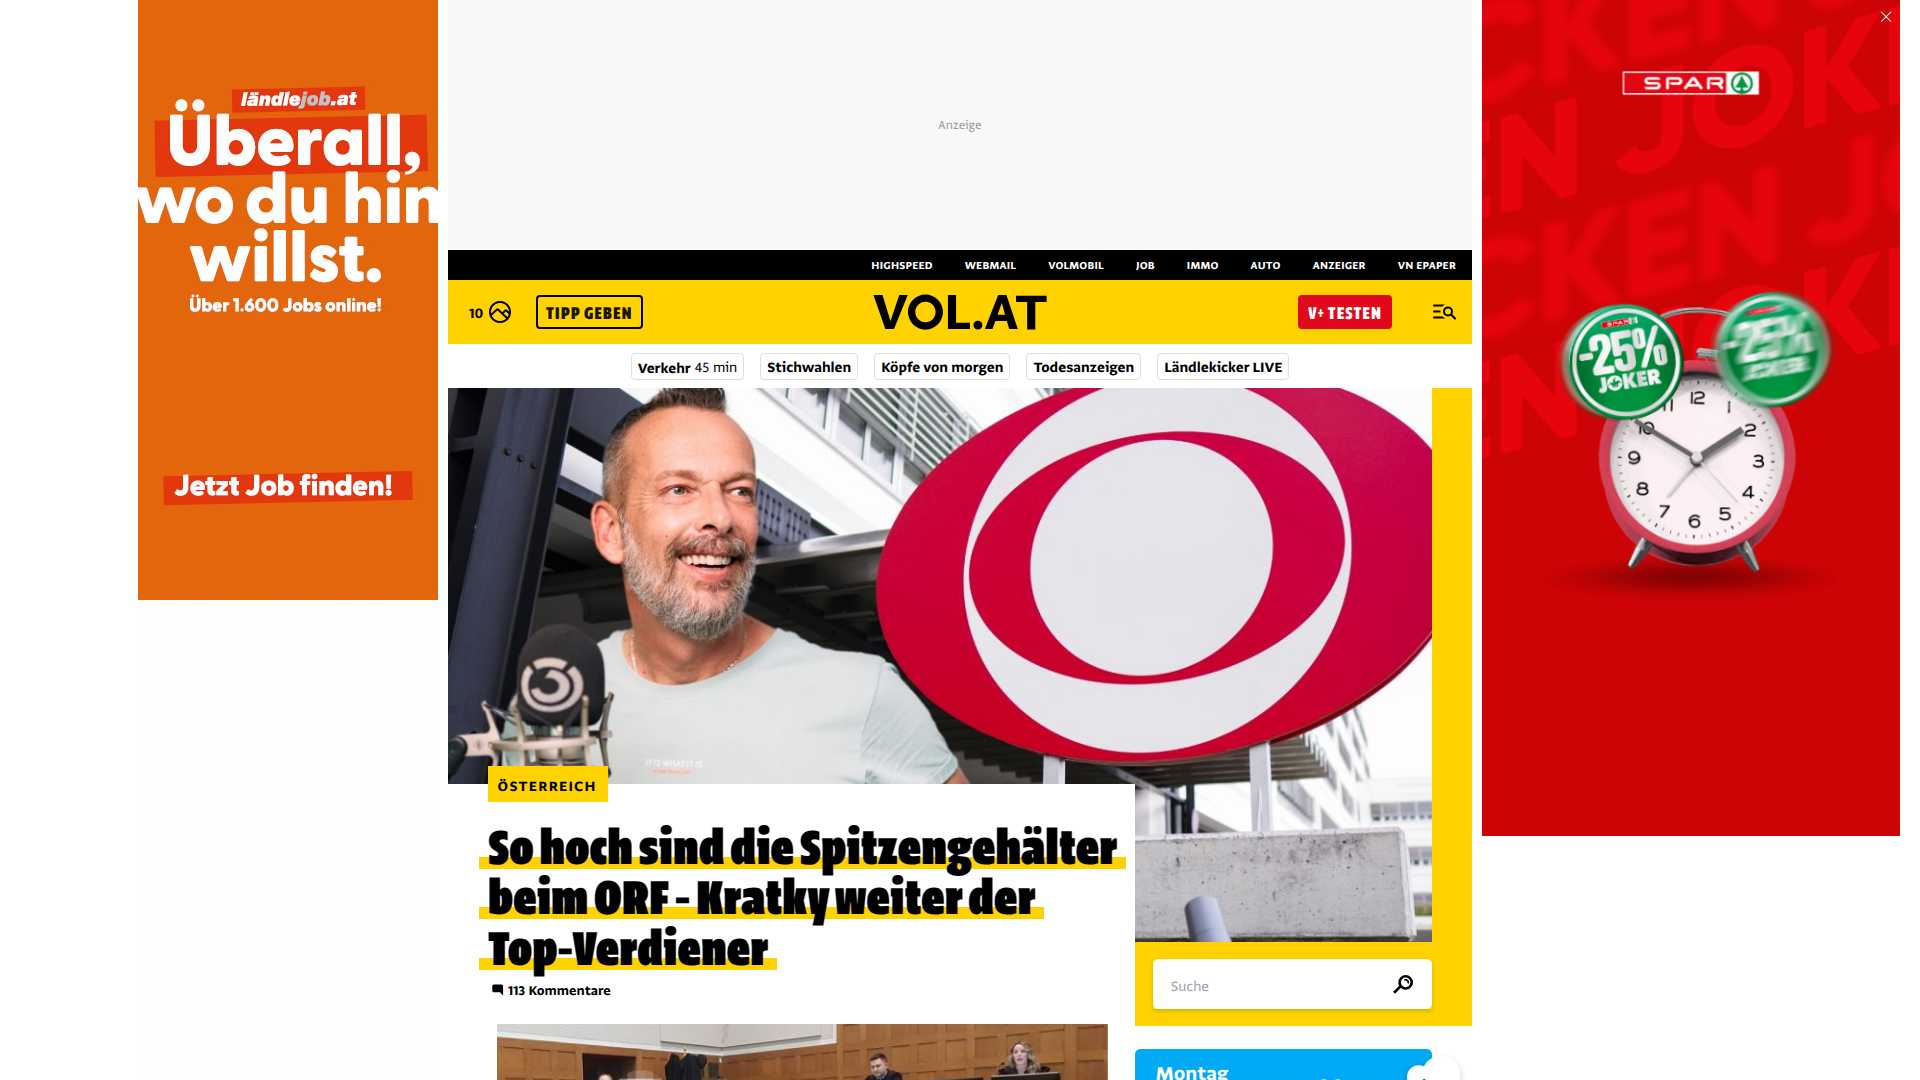 ländlejob.at
Überall,
wo du hin
willst.
Über 1.600 Jobs online!
Jetzt Job finden!
Anzeige
HIGHSPEED WEBMAIL VOLMOBIL JOB IMMO AUTO ANZEIGER VN EPAPER
10 TIPP GEBEN VOL.AT V+ TESTEN
Verkehr 45 min Stichwahlen Köpfe von morgen Todesanzeigen Ländlekicker LIVE
ÖSTERREICH
So hoch sind die Spitzengehälter
beim ORF – Kratky weiter der
Top-Verdiener
113 Kommentare
Suche
Montag
SPAR
JOKER
-25%
JOKER
-25%
JOKER
12
11 1
10 2
9 3
8 4
7 5
6